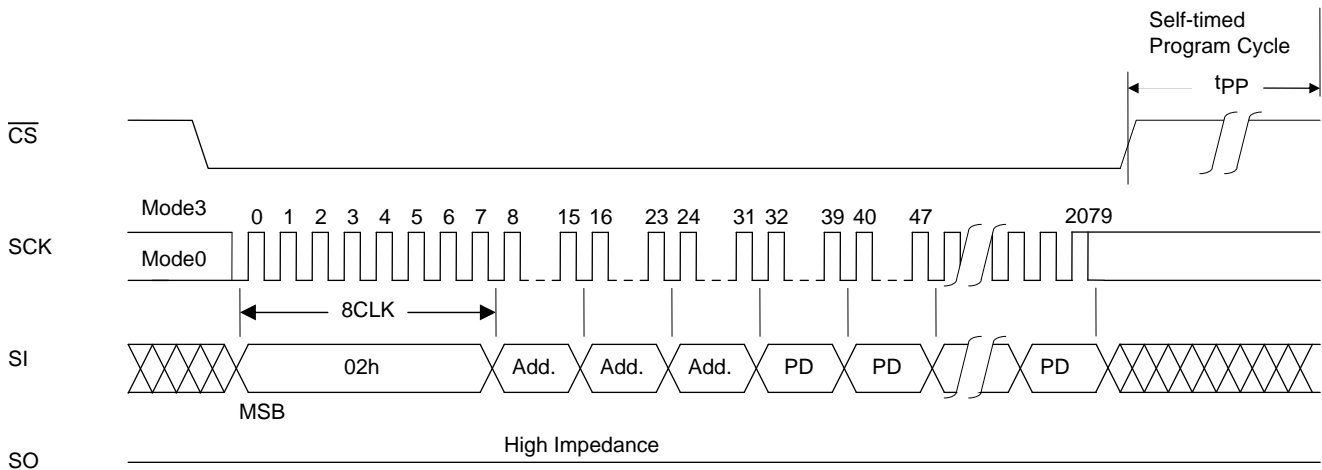 Self-timed
Program Cycle
tPP
CS
Mode3
0 1 2 3 4 5 6 7 8 15 16 23 24 31 32 39 40 47 2079
SCK
Mode0
8CLK
SI
02h Add. Add. Add. PD PD PD
MSB
High Impedance
SO